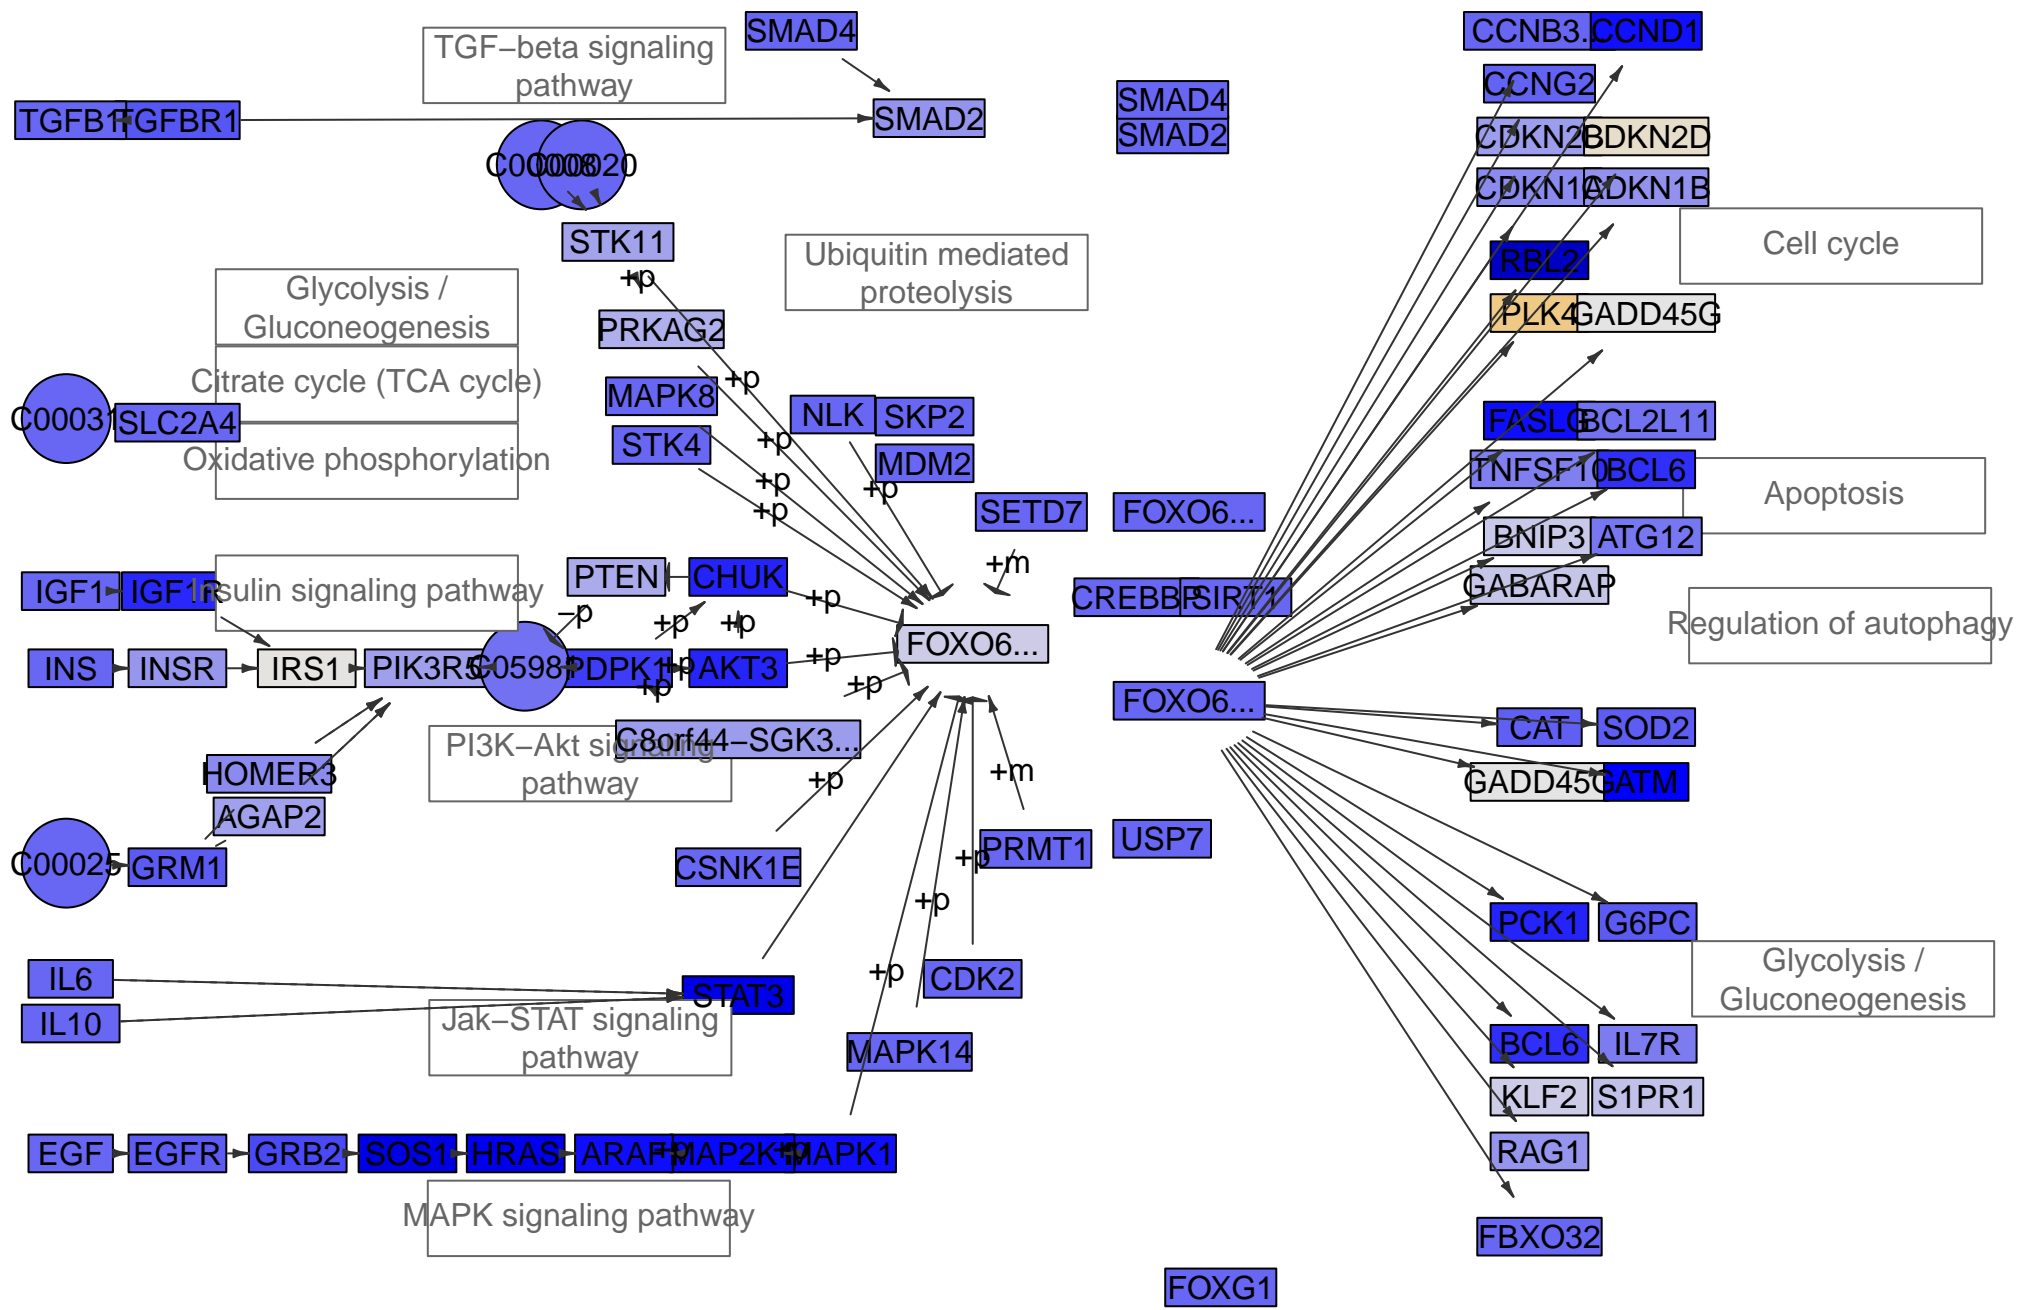 SMAD4
CCNB3...
CCND1
TGF−beta signaling
pathway
CCNG2
SMAD4
TGFB1
TGFBR1
SMAD2
SMAD2
CDKN2B
CDKN2D
C00020
CDKN1A
CDKN1B
STK11
Ubiquitin mediated
proteolysis
Cell cycle
RBL2
+p
Glycolysis /
Gluconeogenesis
PRKAG2
PLK4
GADD45G
Citrate cycle (TCA cycle)
+p
MAPK8
NLK
SKP2
C00031
SLC2A4
FASLG
BCL2L11
STK4
+p
Oxidative phosphorylation
MDM2
TNFSF10
BCL6
+p
+p
Apoptosis
+p
SETD7
FOXO6...
BNIP3
ATG12
+m
IGF1
IGF1R
Insulin signaling pathway
PTEN
CHUK
GABARAP
+p
CREBBP
SIRT1
−p
+p
+p
Regulation of autophagy
FOXO6...
INS
INSR
IRS1
PIK3R5
C05981
PDPK1
+p
AKT3
+p
+p
+p
FOXO6...
PI3K−Akt signaling
pathway
C8orf44−SGK3...
CAT
SOD2
HOMER3
+p
+m
GADD45G
ATM
AGAP2
C00025
GRM1
CSNK1E
+p
PRMT1
USP7
+p
PCK1
G6PC
IL6
+p
CDK2
Glycolysis /
Gluconeogenesis
STAT3
IL10
Jak−STAT signaling
pathway
MAPK14
BCL6
IL7R
KLF2
S1PR1
EGF
EGFR
GRB2
SOS1
HRAS
ARAF
+p
MAP2K1
+p
MAPK1
RAG1
MAPK signaling pathway
FBXO32
FOXG1